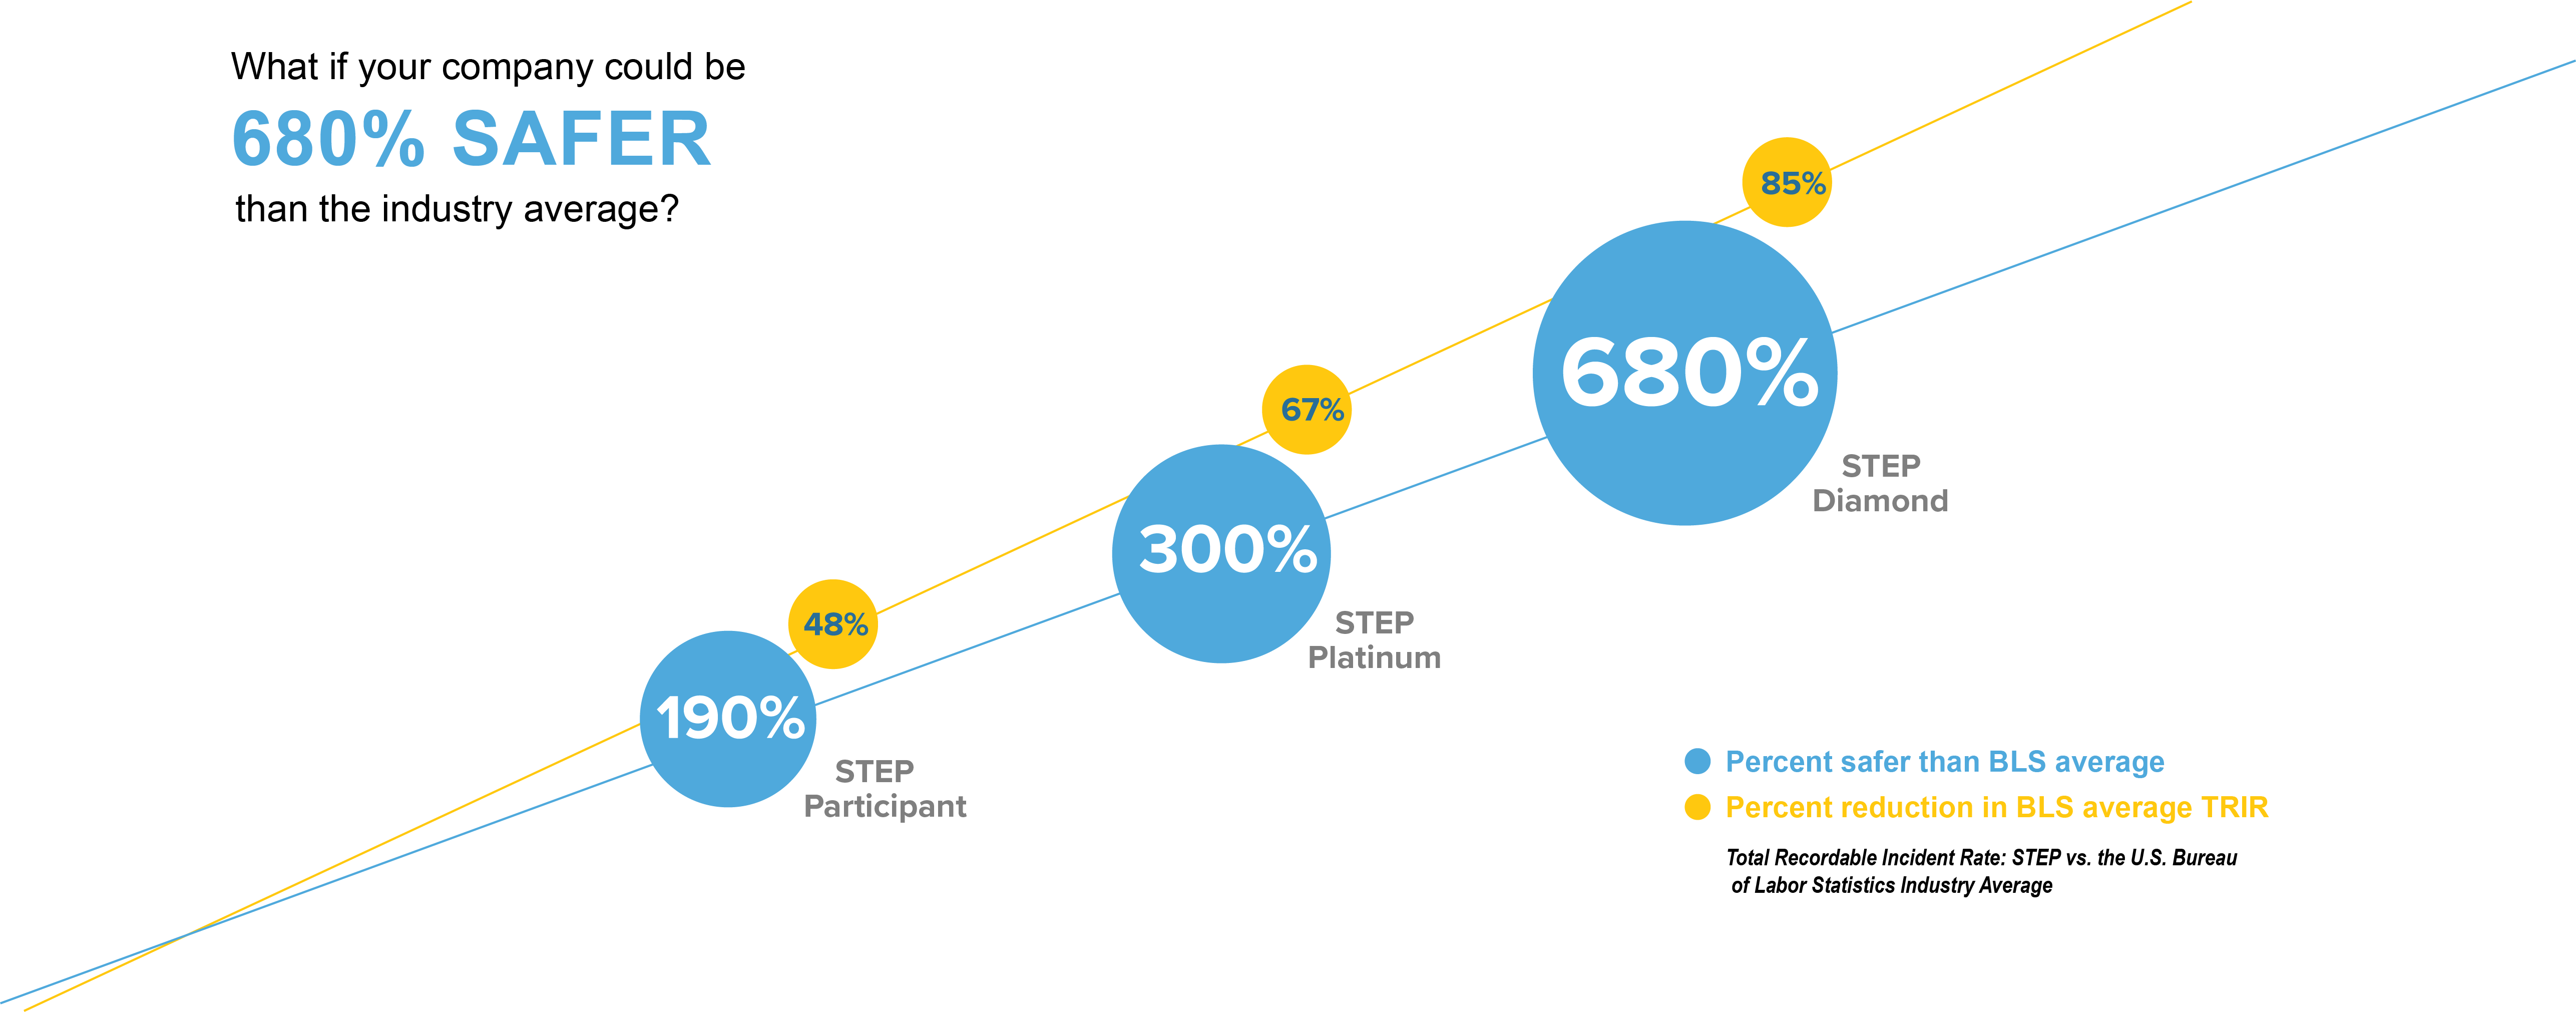 What if your company could be
680% SAFER
than the industry average?
85%
680%
STEP
Diamond
67%
300%
STEP
Platinum
48%
190%
STEP
Participant
Percent safer than BLS average
Percent reduction in BLS average TRIR
Total Recordable Incident Rate: STEP vs. the U.S. Bureau
of Labor Statistics Industry Average